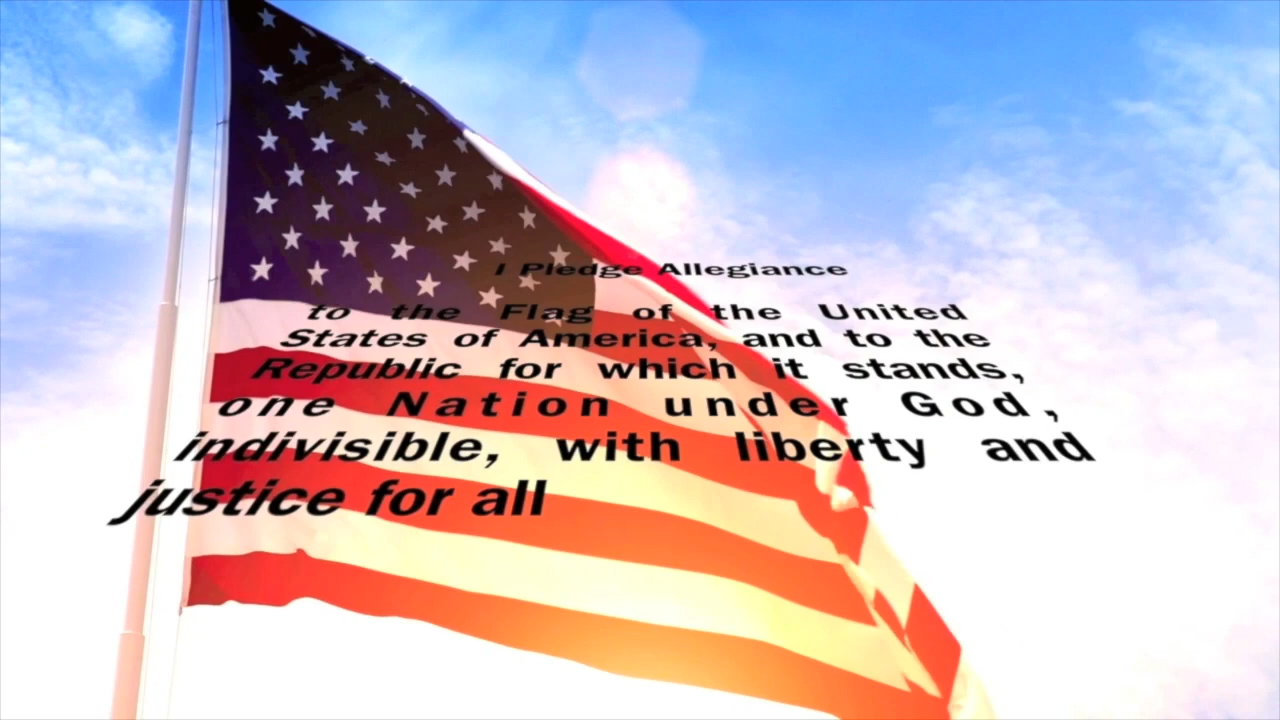 I Pledge Allegiance
to the Flag of the United
States of America, and to the
Republic for which it stands,
one Nation under God,
indivisible, with liberty and
justice for all